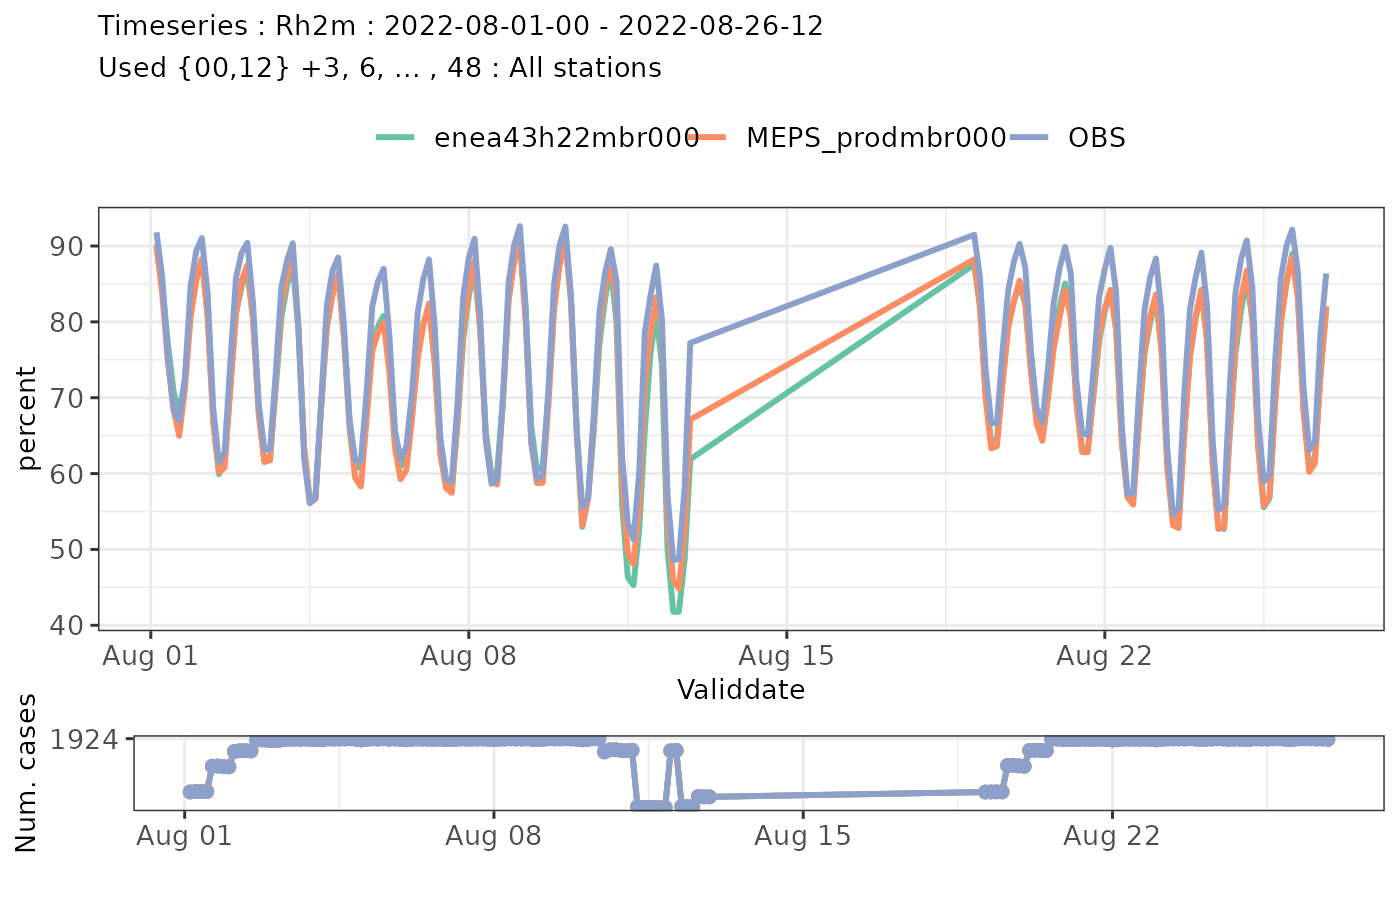 Timeseries : Rh2m : 2022-08-01-00 - 2022-08-26-12
Used {00,12} +3, 6, ... , 48 : All stations
enea43h22mbr000 MEPS_prodmbr000 OBS
percent
90
80
70
60
50
40
Aug 01 Aug 08 Aug 15 Aug 22
Validdate
Num. cases
1924
Aug 01 Aug 08 Aug 15 Aug 22